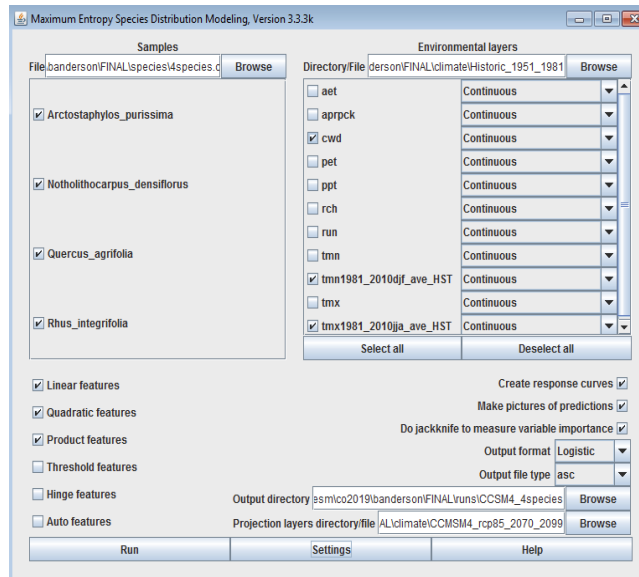 Maximum Entropy Species Distribution Modeling, Version 3.3.3k
Samples
File .banderson\FINAL\species\4species.c Browse
Arctostaphylos_purissima
Notholithocarpus_densiflorus
Quercus_agrifolia
Rhus_integrifolia
Environmental layers
Directory/File derson\FINAL\climate\Historic_1951_1981 Browse
aet Continuous
aprpck Continuous
cwd Continuous
pet Continuous
ppt Continuous
rch Continuous
run Continuous
tmn Continuous
tmn1981_2010djf_ave_HST Continuous
tmx Continuous
tmx1981_2010jja_ave_HST Continuous
Select all Deselect all
Linear features
Quadratic features
Product features
Threshold features
Hinge features
Auto features
Create response curves
Make pictures of predictions
Do jackknife to measure variable importance
Output format Logistic
Output file type asc
Output directory esm\co2019\banderson\FINAL\runs\CCSM4_4species Browse
Projection layers directory/file AL\climate\CCMSM4_rcp85_2070_2099 Browse
Run Settings Help